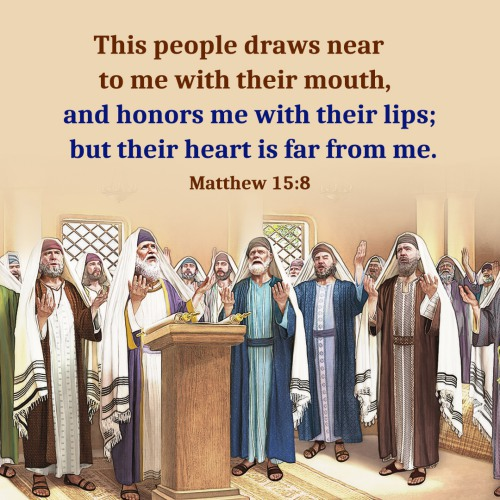 This people draws near
to me with their mouth,
and honors me with their lips;
but their heart is far from me.
Matthew 15:8